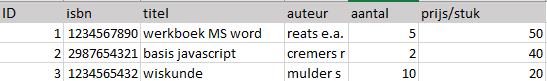 ID isbn titel auteur aantal prijs/stuk
1 1234567890 werkboek MS word reats e.a. 5 50
2 2987654321 basis javascript cremers r 2 40
3 1234565432 wiskunde mulder s 10 20